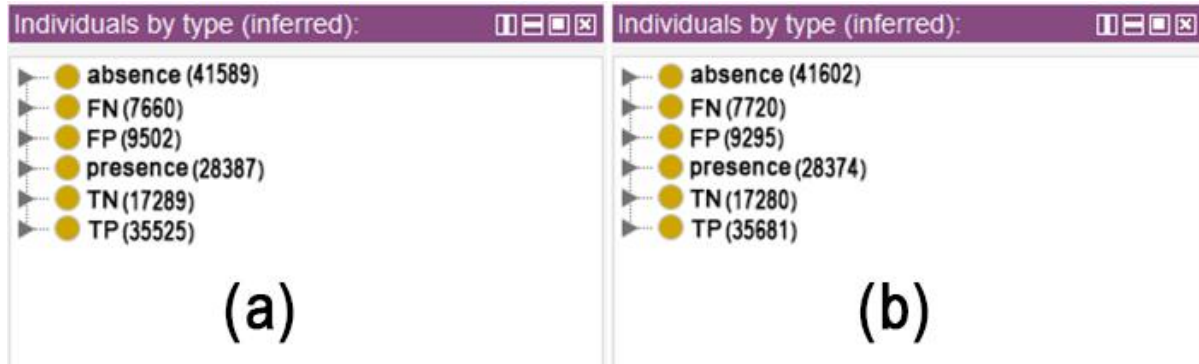 Individuals by type (inferred):
absence (41589)
FN (7660)
FP (9502)
presence (28387)
TN (17289)
TP (35525)
(a)
Individuals by type (inferred):
absence (41602)
FN (7720)
FP (9295)
presence (28374)
TN (17280)
TP (35681)
(b)